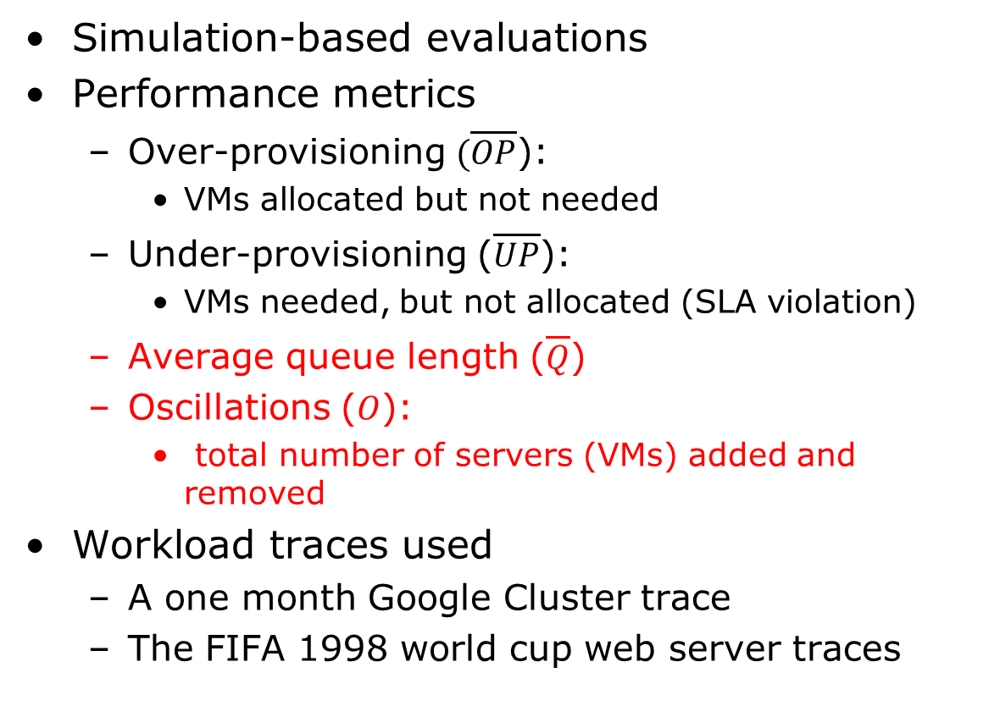 • Simulation-based evaluations
• Performance metrics
– Over-provisioning (\(\overline{OP}\)):
• VMs allocated but not needed
– Under-provisioning (\(\overline{UP}\)):
• VMs needed, but not allocated (SLA violation)
– Average queue length (\(\overline{Q}\))
– Oscillations (\(O\)):
• total number of servers (VMs) added and
removed
• Workload traces used
– A one month Google Cluster trace
– The FIFA 1998 world cup web server traces